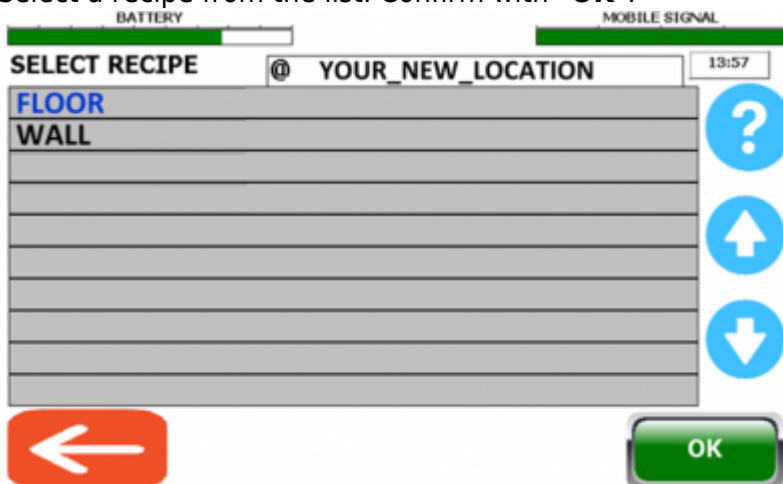 Select a recipe from the list. Confirm with "OK".
BATTERY MOBILE SIGNAL
SELECT RECIPE @ YOUR_NEW_LOCATION 13:57
FLOOR
WALL
?
OK